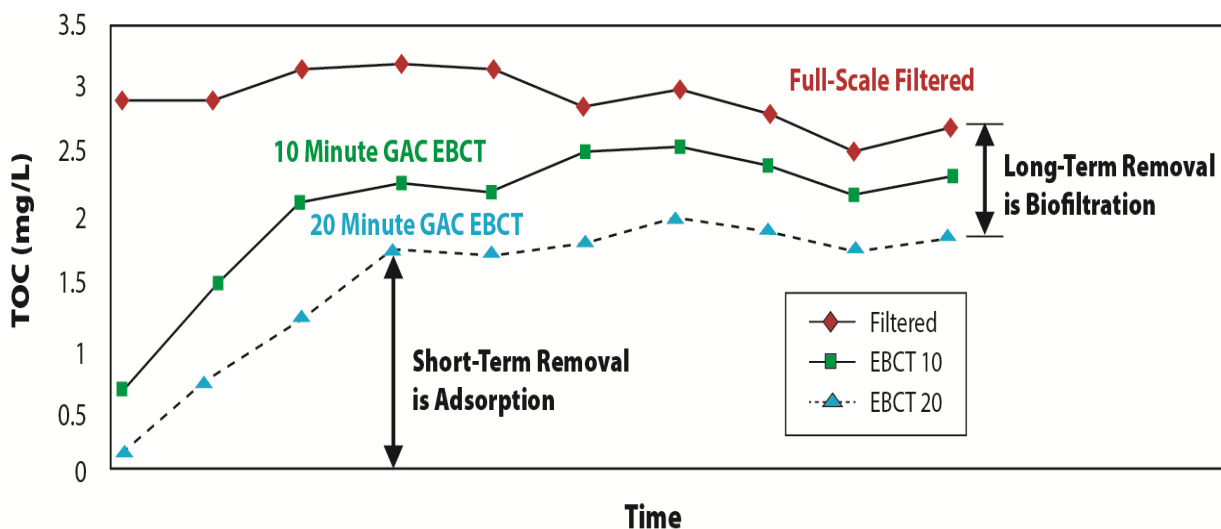 3.5
3
2.5
2
1.5
1
0.5
0
TOC (mg/L)
Full-Scale Filtered
10 Minute GAC EBCT
20 Minute GAC EBCT
Long-Term Removal
is Biofiltration
Short-Term Removal
is Adsorption
Filtered
EBCT 10
EBCT 20
Time